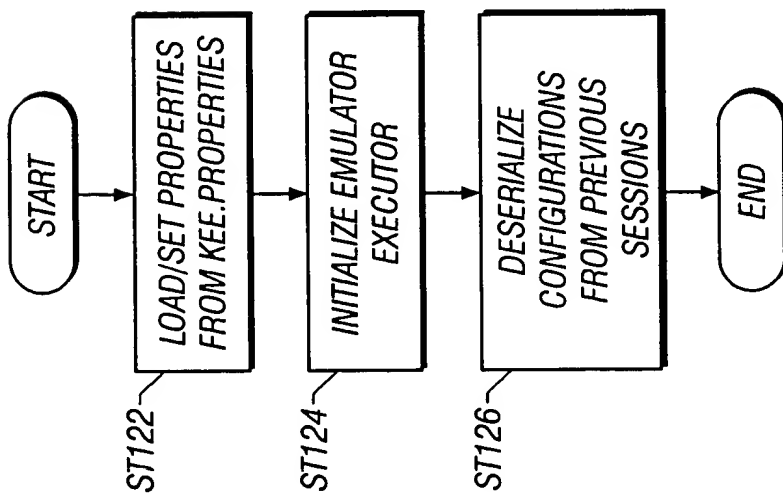 START
ST122
LOAD/SET PROPERTIES
FROM KEE.PROPERTIES
ST124
INITIALIZE EMULATOR
EXECUTOR
ST126
DESERIALIZE
CONFIGURATIONS
FROM PREVIOUS
SESSIONS
END